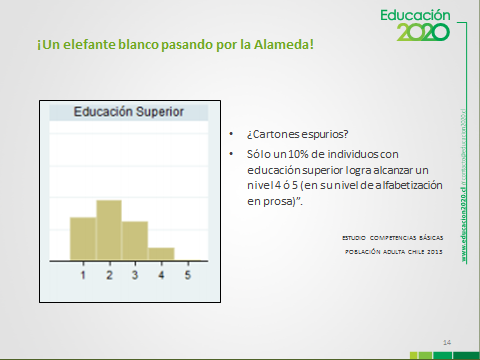 Educación
2020
¡Un elefante blanco pasando por la Alameda!
Educación Superior
1 2 3 4 5
• ¿Cartones espurios?
• Sólo un 10% de individuos con
educación superior logra alcanzar un
nivel 4 ó 5 (en su nivel de alfabetización
en prosa)”.
ESTUDIO COMPETENCIAS BÁSICAS
POBLACIÓN ADULTA CHILE 2013
www.educacion2020.cl
14